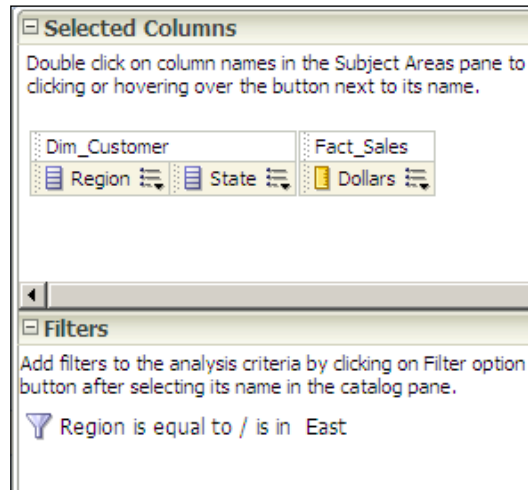 Selected Columns
Double click on column names in the Subject Areas pane to
clicking or hovering over the button next to its name.
Dim_Customer Fact_Sales
Region State Dollars
Filters
Add filters to the analysis criteria by clicking on Filter option
button after selecting its name in the catalog pane.
Region is equal to / is in East